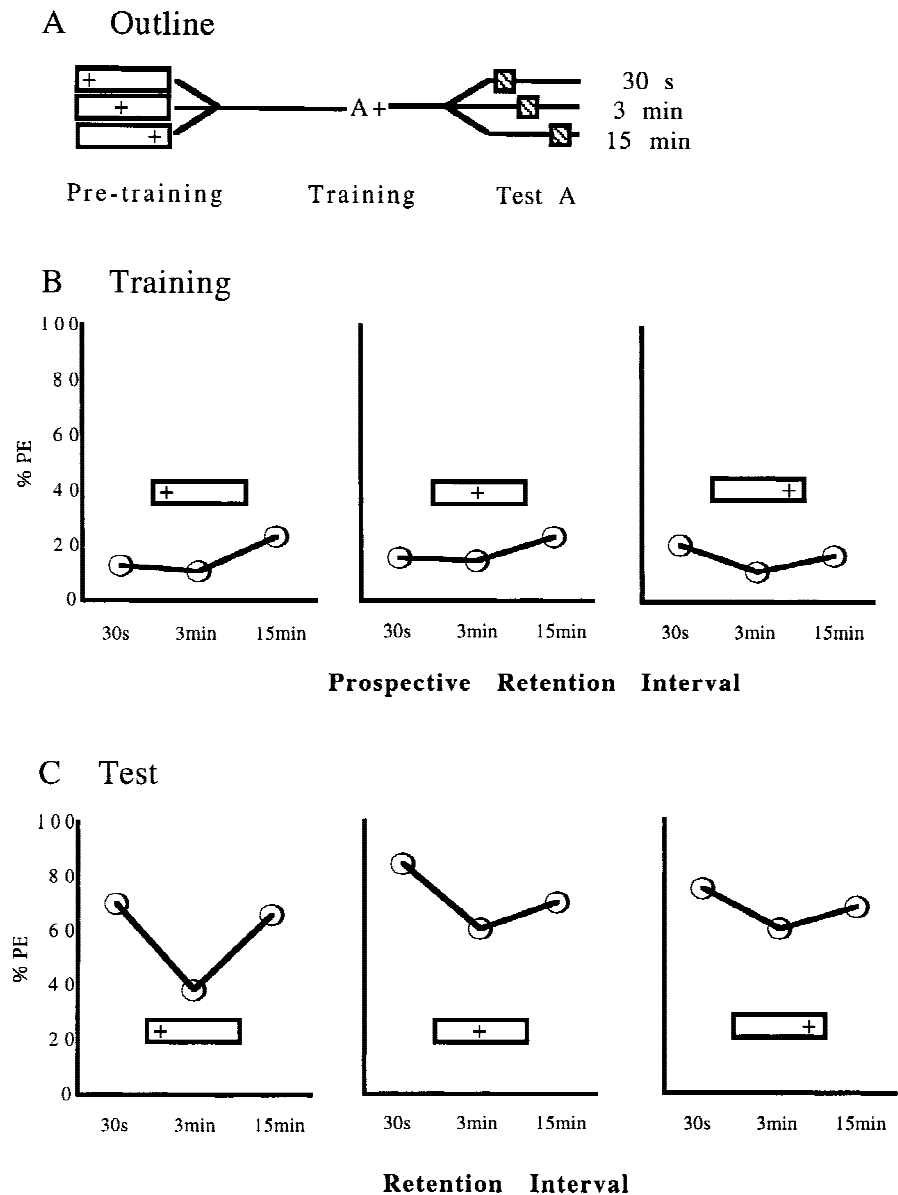 A Outline
+
+
+
A +
30 s
3 min
15 min
Pre-training Training Test A
B Training
100
80
60
40
20
0
% PE
+ + +
30s 3min 15min 30s 3min 15min 30s 3min 15min
Prospective Retention Interval
C Test
100
80
60
40
20
0
% PE
+ + +
30s 3min 15min 30s 3min 15min 30s 3min 15min
Retention Interval